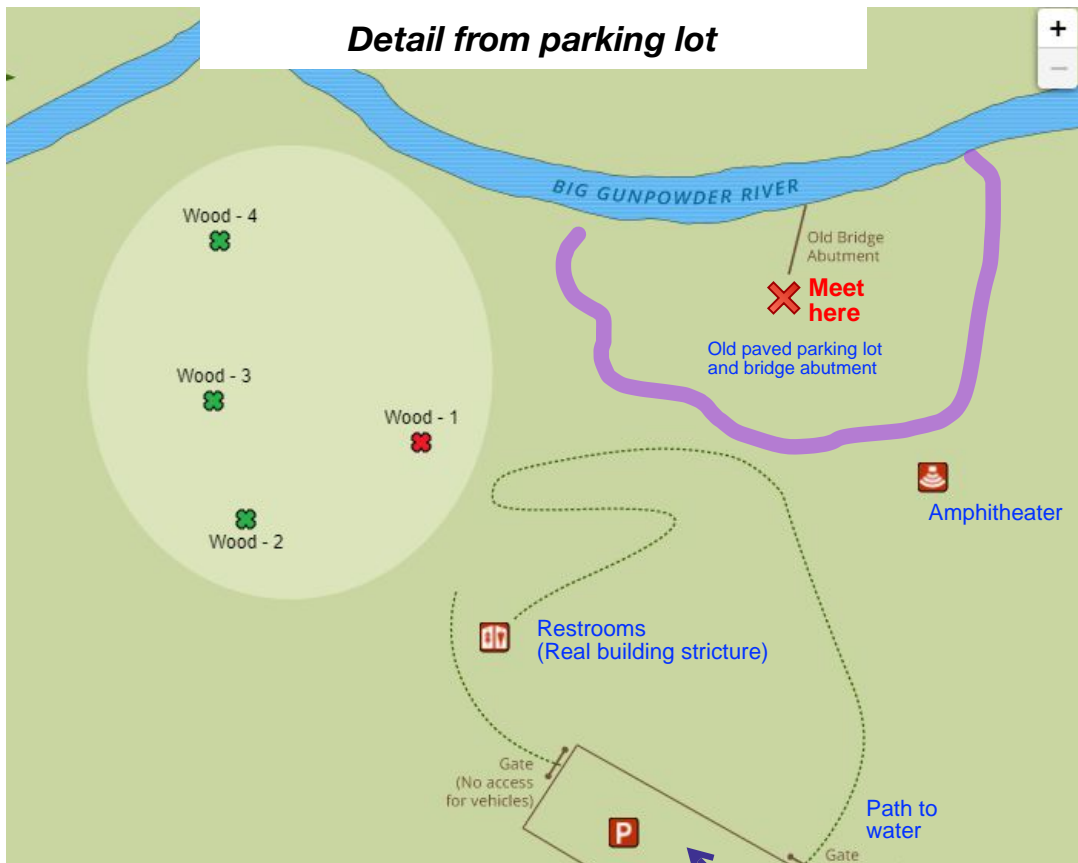 Detail from parking lot
+
−
BIG GUNPOWDER RIVER
Wood - 4
Old Bridge
Abutment
Meet
here
Old paved parking lot
and bridge abutment
Wood - 3
Wood - 1
Amphitheater
Wood - 2
Restrooms
(Real building stricture)
Gate
(No access
for vehicles)
P
Path to
water
Gate